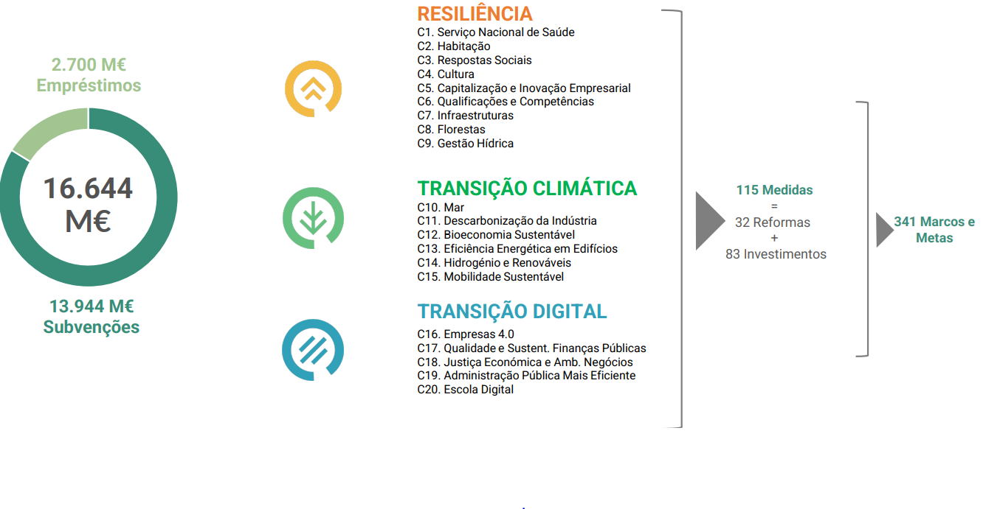 2.700 M€
Empréstimos
16.644
M€
13.944 M€
Subvenções
RESILIÊNCIA
C1. Serviço Nacional de Saúde
C2. Habitação
C3. Respostas Sociais
C4. Cultura
C5. Capitalização e Inovação Empresarial
C6. Qualificações e Competências
C7. Infraestruturas
C8. Florestas
C9. Gestão Hídrica
TRANSIÇÃO CLIMÁTICA
C10. Mar
C11. Descarbonização da Indústria
C12. Bioeconomia Sustentável
C13. Eficiência Energética em Edifícios
C14. Hidrogénio e Renováveis
C15. Mobilidade Sustentável
TRANSIÇÃO DIGITAL
C16. Empresas 4.0
C17. Qualidade e Sustent. Finanças Públicas
C18. Justiça Económica e Amb. Negócios
C19. Administração Pública Mais Eficiente
C20. Escola Digital
115 Medidas
=
32 Reformas
+
83 Investimentos
341 Marcos e
Metas